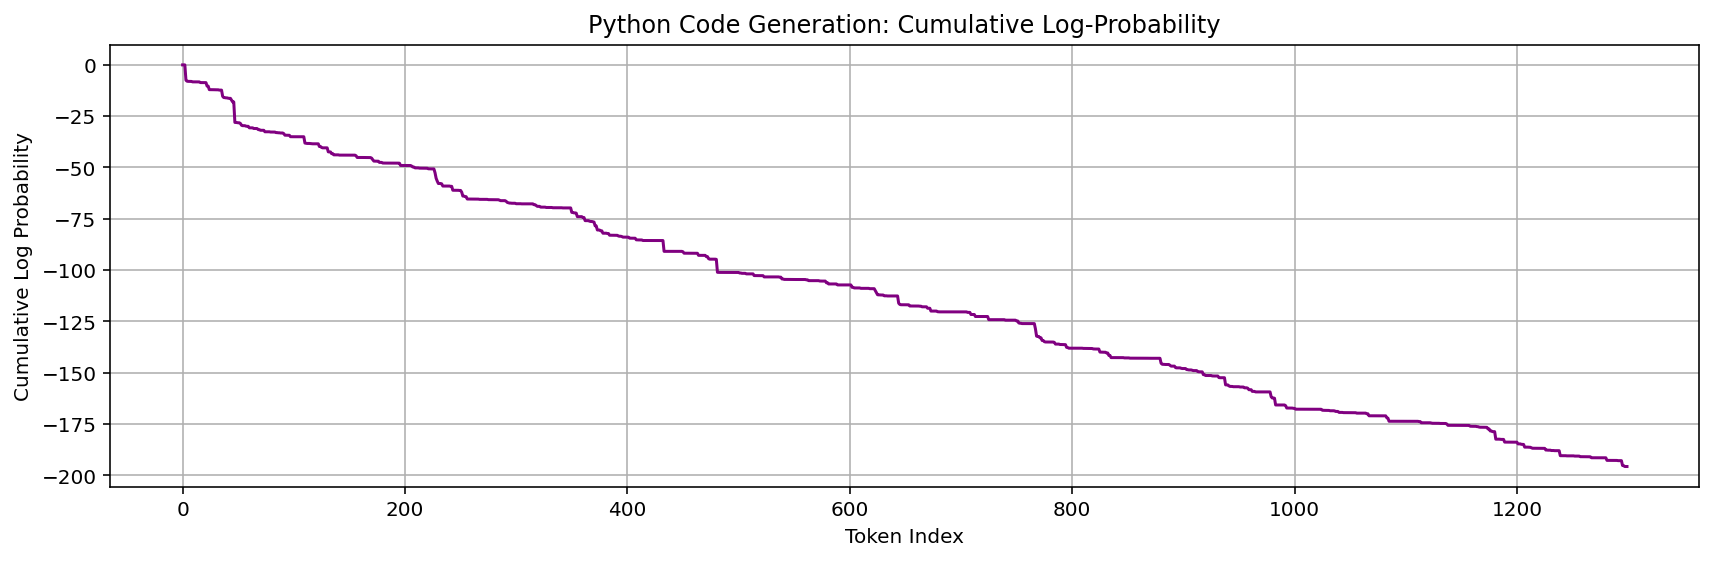 Python Code Generation: Cumulative Log-Probability
Cumulative Log Probability
0
−25
−50
−75
−100
−125
−150
−175
−200
0 200 400 600 800 1000 1200
Token Index